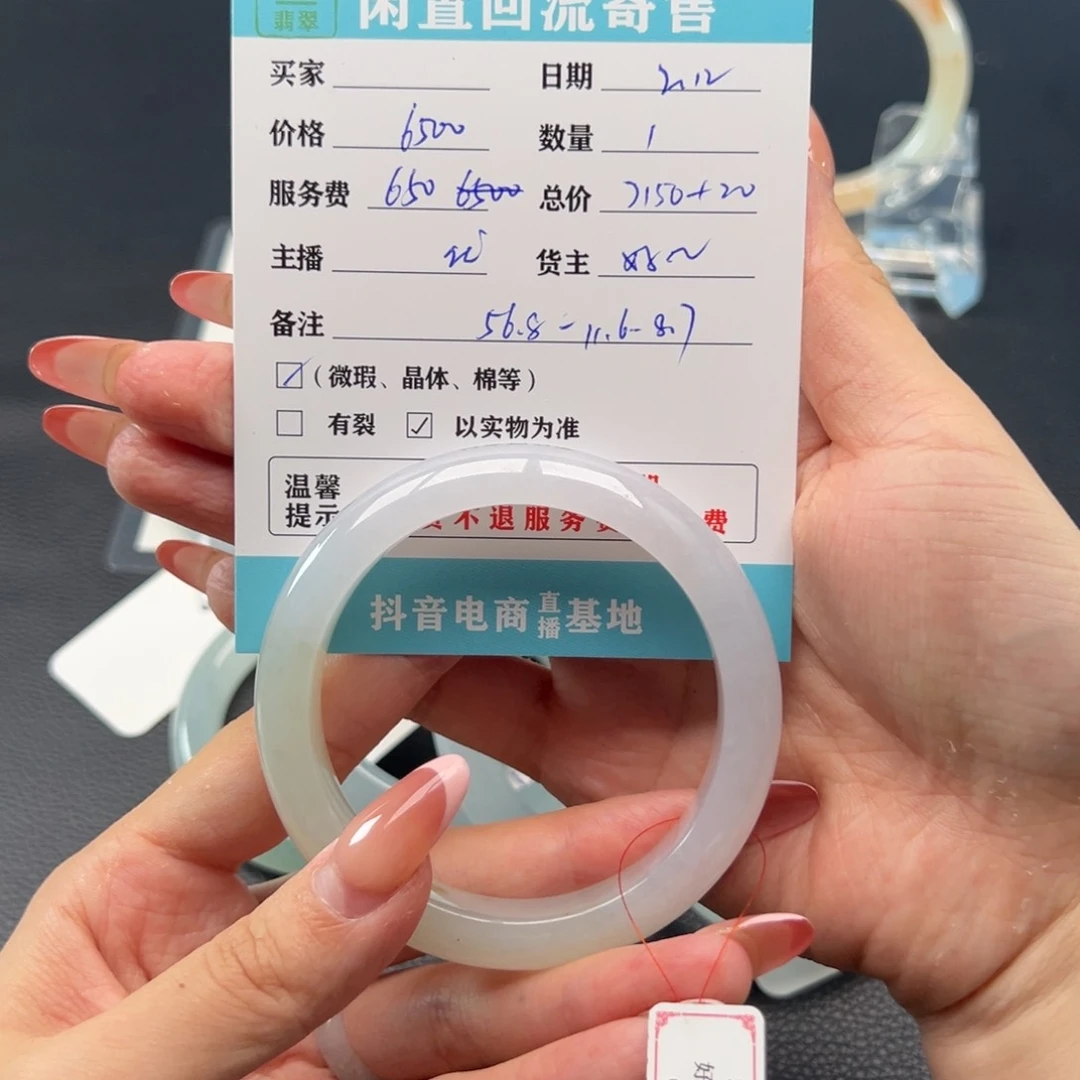 翡翠
闲置回流寄售
买家 日期 2.12
价格 6500 数量 1
服务费 650 总价 7150+20
主播 货主
备注 56.8-11.6-8.7
(微瑕、晶体、棉等)
有裂 以实物为准
温馨
提示 不退服务费 费
抖音电商直播基地
好